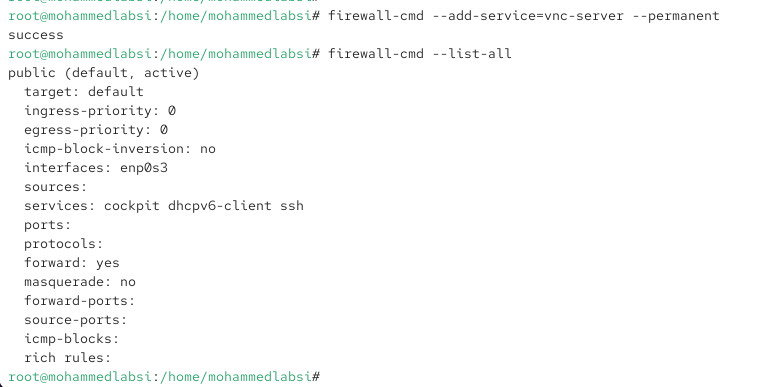 root@mohammedlabsi:/home/mohammedlabsi# firewall-cmd --add-service=vnc-server --permanent
success
root@mohammedlabsi:/home/mohammedlabsi# firewall-cmd --list-all
public (default, active)
  target: default
  ingress-priority: 0
  egress-priority: 0
  icmp-block-inversion: no
  interfaces: enp0s3
  sources:
  services: cockpit dhcpv6-client ssh
  ports:
  protocols:
  forward: yes
  masquerade: no
  forward-ports:
  source-ports:
  icmp-blocks:
  rich rules:
root@mohammedlabsi:/home/mohammedlabsi#